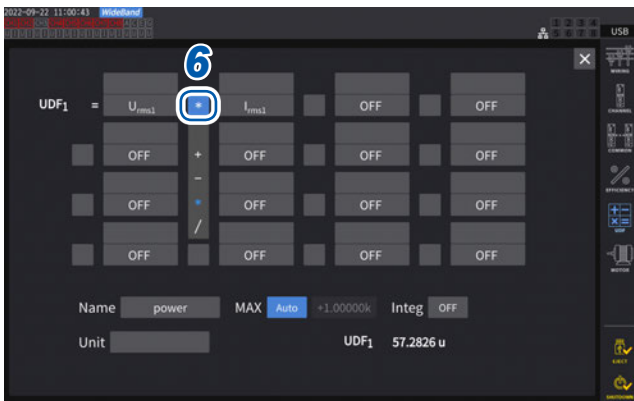 2022-09-22 11:00:43 WideBand
USB
6
UDF1 = Urms1 * Irms1 OFF OFF
OFF + OFF OFF OFF
-
OFF * OFF OFF OFF
/
OFF OFF OFF OFF
Name power MAX Auto +1.00000k Integ OFF
Unit UDF1 57.2826 u
WIRING
CHANNEL
COMMON
EFFICIENCY
UDF
MOTOR
EJECT
SHUTDOWN